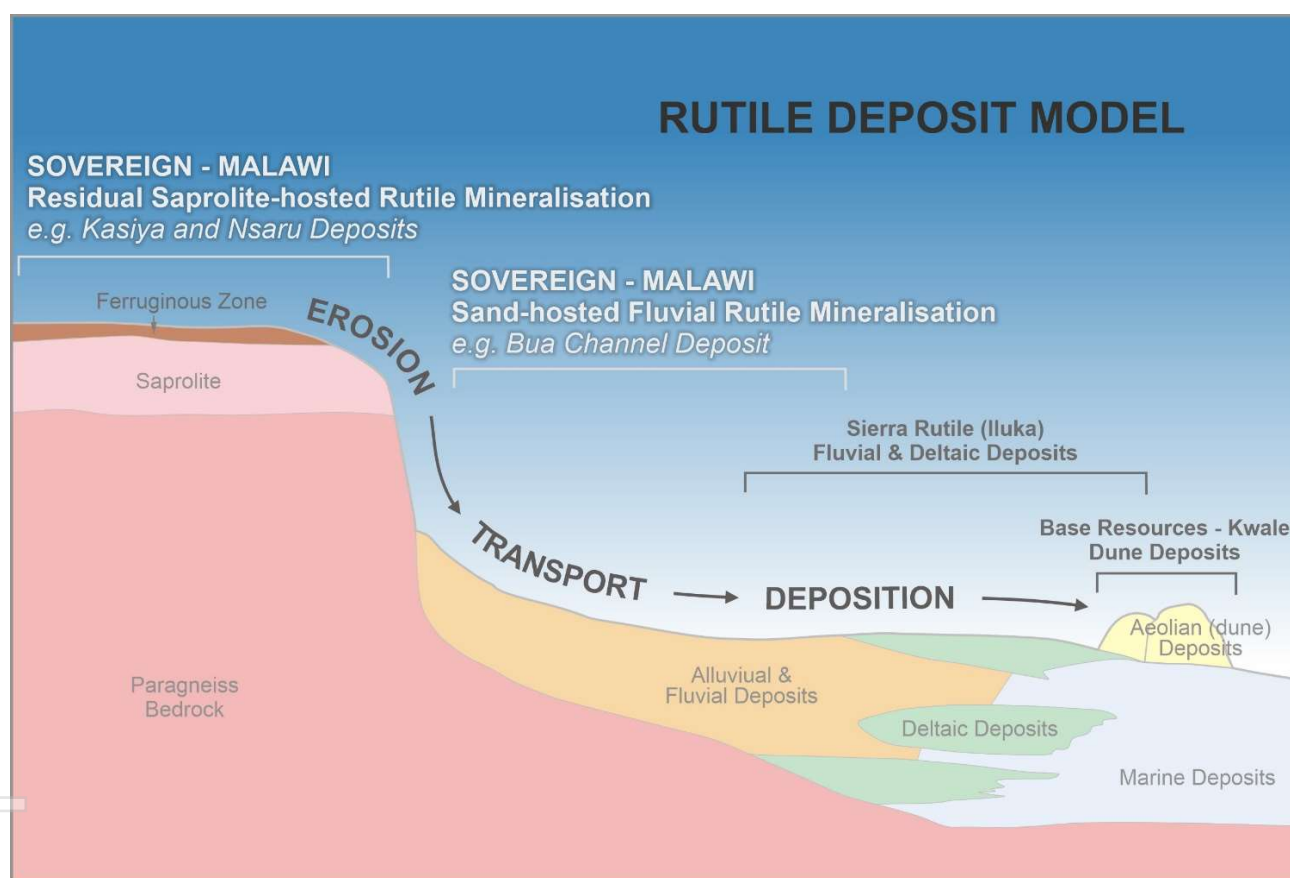 RUTILE DEPOSIT MODEL
SOVEREIGN - MALAWI
Residual Saprolite-hosted Rutile Mineralisation
e.g. Kasiya and Nsaru Deposits
Ferruginous Zone
Saprolite
EROSION
SOVEREIGN - MALAWI
Sand-hosted Fluvial Rutile Mineralisation
e.g. Bua Channel Deposit
Sierra Rutile (Iluka)
Fluvial & Deltaic Deposits
Base Resources - Kwale
Dune Deposits
TRANSPORT
DEPOSITION
Aeolian (dune)
Deposits
Paragneiss
Bedrock
Alluviual &
Fluvial Deposits
Deltaic Deposits
Marine Deposits